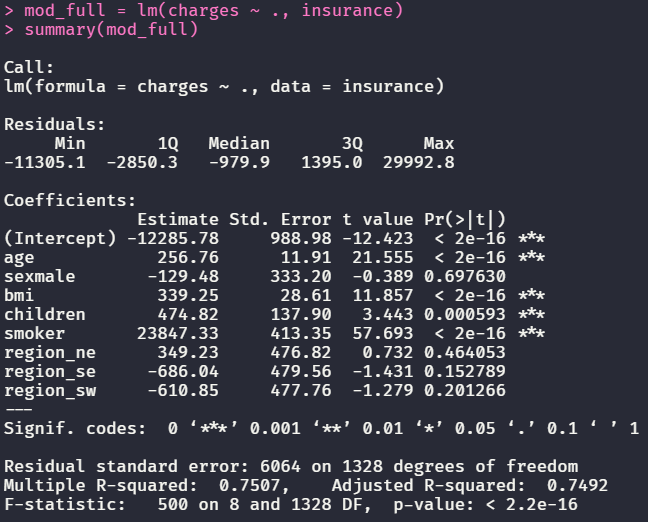 > mod_full = lm(charges ~ ., insurance)
> summary(mod_full)

Call:
lm(formula = charges ~ ., data = insurance)

Residuals:
     Min       1Q   Median       3Q      Max
-11305.1  -2850.3   -979.9   1395.0  29992.8

Coefficients:
             Estimate Std. Error t value Pr(>|t|)
(Intercept) -12285.78     988.98 -12.423  < 2e-16 ***
age            256.76      11.91  21.555  < 2e-16 ***
sexmale       -129.48     333.20  -0.389 0.697630
bmi            339.25      28.61  11.857  < 2e-16 ***
children       474.82     137.90   3.443 0.000593 ***
smoker       23847.33     413.35  57.693  < 2e-16 ***
region_ne      349.23     476.82   0.732 0.464053
region_se     -686.04     479.56  -1.431 0.152789
region_sw     -610.85     477.76  -1.279 0.201266
---
Signif. codes:  0 ‘***’ 0.001 ‘**’ 0.01 ‘*’ 0.05 ‘.’ 0.1 ‘ ’ 1

Residual standard error: 6064 on 1328 degrees of freedom
Multiple R-squared:  0.7507,    Adjusted R-squared:  0.7492
F-statistic:   500 on 8 and 1328 DF,  p-value: < 2.2e-16